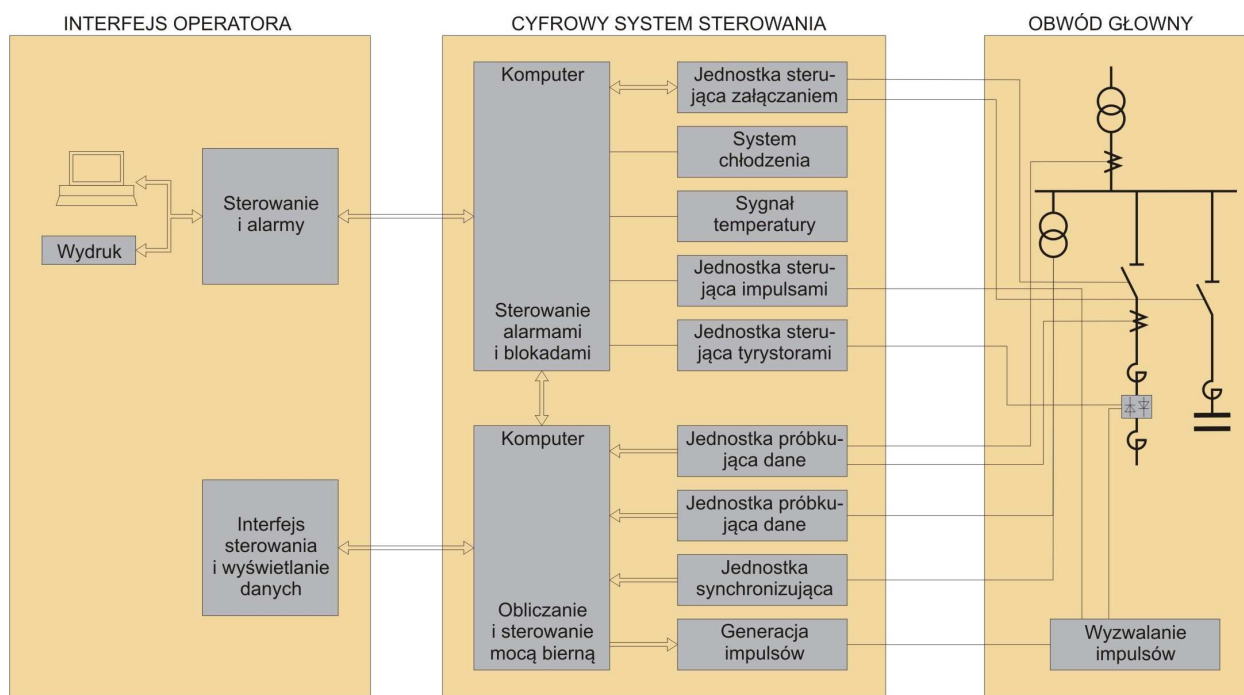 INTERFEJS OPERATORA
CYFROWY SYSTEM STEROWANIA
OBWÓD GŁOWNY
Sterowanie
i alarmy
Wydruk
Interfejs
sterowania
i wyświetlanie
danych
Komputer
Sterowanie
alarmami
i blokadami
Komputer
Obliczanie
i sterowanie
mocą bierną
Jednostka steru-
jąca załączaniem
System
chłodzenia
Sygnał
temperatury
Jednostka steru-
jąca impulsami
Jednostka steru-
jąca tyrystorami
Jednostka próbku-
jąca dane
Jednostka próbku-
jąca dane
Jednostka
synchronizująca
Generacja
impulsów
Wyzwalanie
impulsów